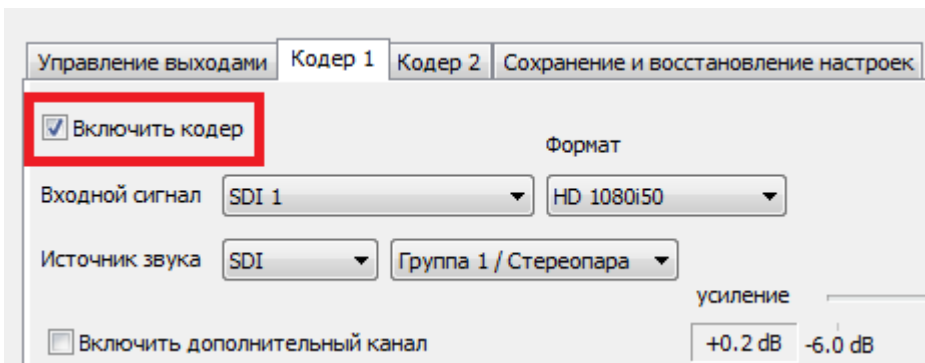 Управление выходами Кодер 1 Кодер 2 Сохранение и восстановление настроек
Включить кодер
Формат
Входной сигнал SDI 1 HD 1080i50
Источник звука SDI Группа 1 / Стереопара
усиление
Включить дополнительный канал +0.2 dB -6.0 dB